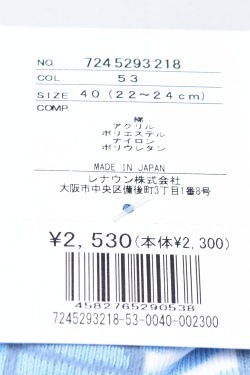 NO. 7245293218
COL 53
SIZE 40 (22〜24cm)
COMP.
綿
アクリル
ポリエステル
ナイロン
ポリウレタン
MADE IN JAPAN
レナウン株式会社
大阪市中央区備後町3丁目1番8号
¥2,530(本体¥2,300)
4582765290538
7245293218-53-0040-002300